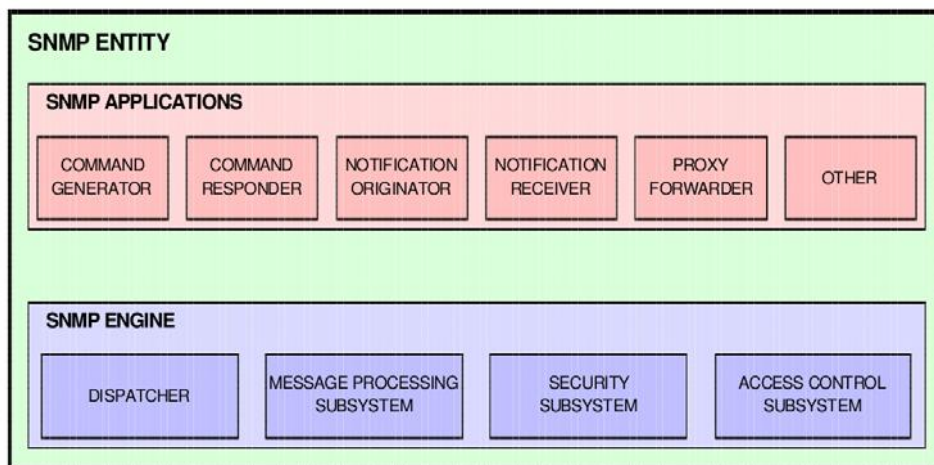 SNMP ENTITY
SNMP APPLICATIONS
COMMAND
GENERATOR
COMMAND
RESPONDER
NOTIFICATION
ORIGINATOR
NOTIFICATION
RECEIVER
PROXY
FORWARDER
OTHER
SNMP ENGINE
DISPATCHER
MESSAGE PROCESSING
SUBSYSTEM
SECURITY
SUBSYSTEM
ACCESS CONTROL
SUBSYSTEM